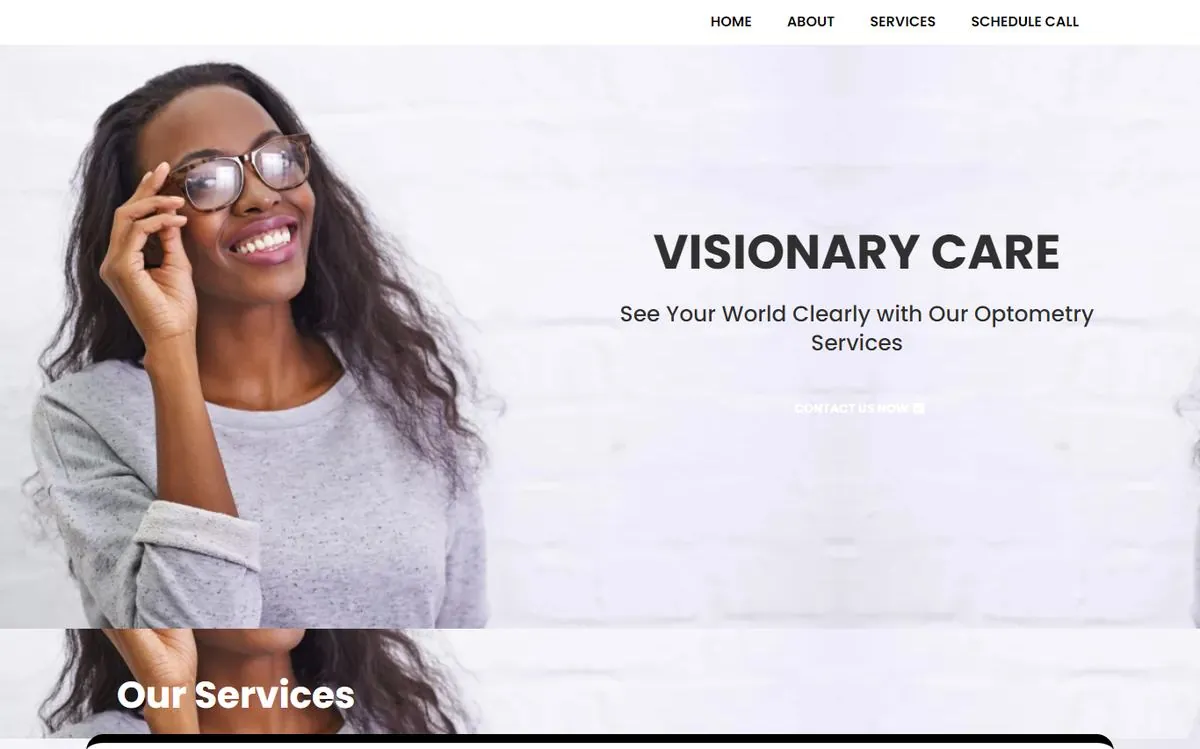 HOME ABOUT SERVICES SCHEDULE CALL
VISIONARY CARE
See Your World Clearly with Our Optometry
Services
CONTACT US NOW
Our Services